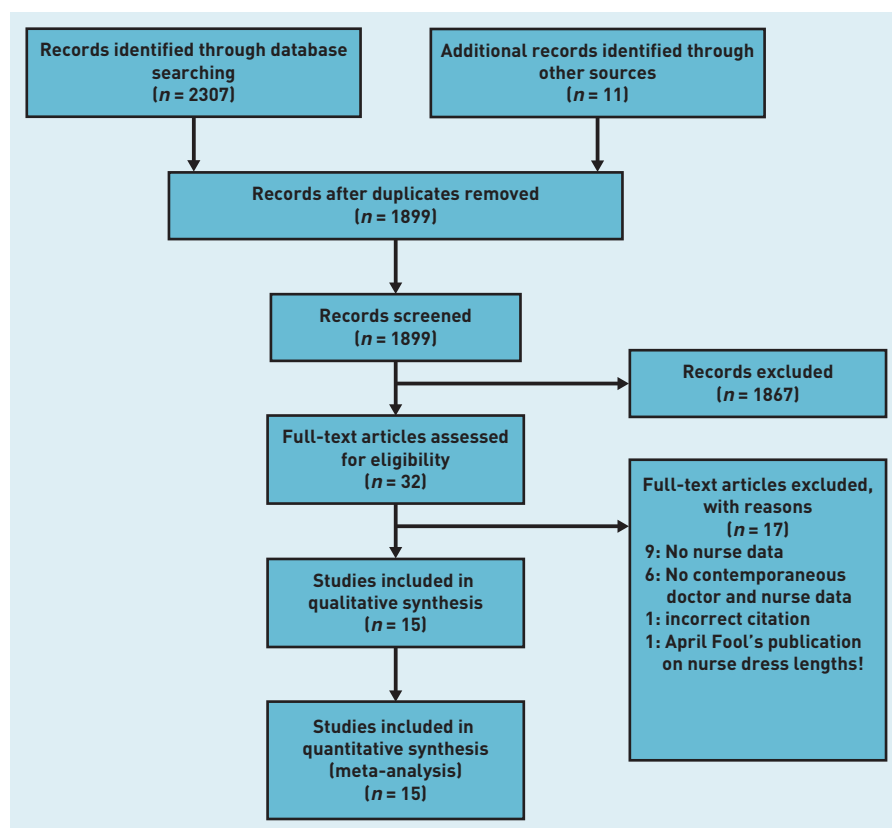 Records identified through database
searching
(n = 2307)
Additional records identified through
other sources
(n = 11)
Records after duplicates removed
(n = 1899)
Records screened
(n = 1899)
Records excluded
(n = 1867)
Full-text articles assessed
for eligibility
(n = 32)
Full-text articles excluded,
with reasons
(n = 17)
9: No nurse data
6: No contemporaneous
doctor and nurse data
1: incorrect citation
1: April Fool's publication
on nurse dress lengths!
Studies included in
qualitative synthesis
(n = 15)
Studies included in
quantitative synthesis
(meta-analysis)
(n = 15)